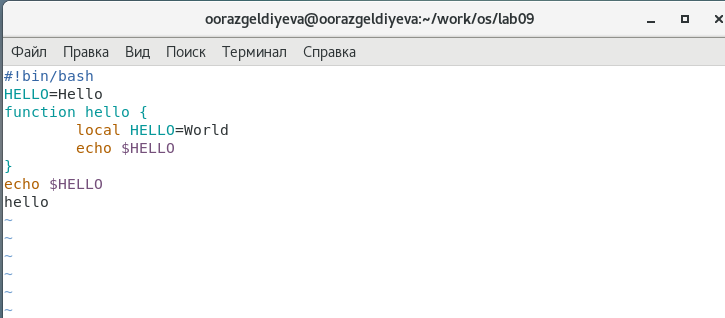 oorazgeldiyeva@oorazgeldiyeva:~/work/os/lab09
Файл Правка Вид Поиск Терминал Справка
#!bin/bash
HELLO=Hello
function hello {
        local HELLO=World
        echo $HELLO
}
echo $HELLO
hello
~
~
~
~
~
~